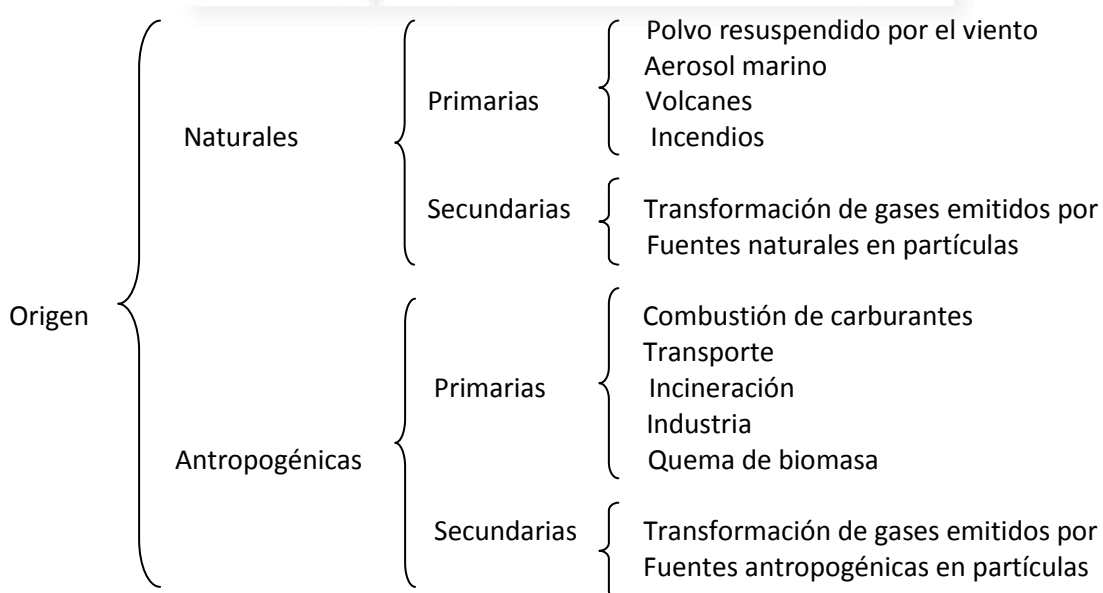 Polvo resuspendido por el viento
Aerosol marino
Primarias
Volcanes
Naturales
Incendios
Secundarias
Transformación de gases emitidos por
Fuentes naturales en partículas
Origen
Combustión de carburantes
Transporte
Primarias
Incineración
Industria
Antropogénicas
Quema de biomasa
Secundarias
Transformación de gases emitidos por
Fuentes antropogénicas en partículas